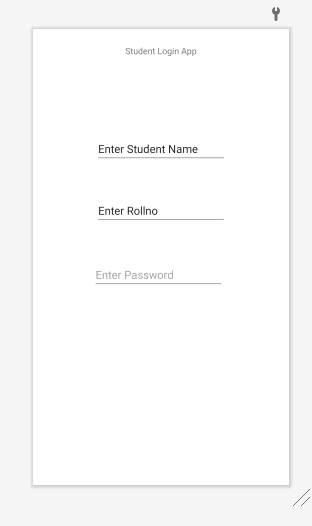 Student Login App
Enter Student Name
Enter Rollno
Enter Password